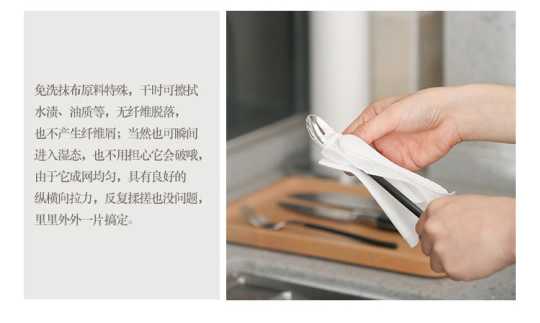 免洗抹布原料特殊，干时可擦拭
水渍、油质等，无纤维脱落，
也不产生纤维屑；当然也可瞬间
进入湿态，也不用担心它会破哦，
由于它成网均匀，具有良好的
纵横向拉力，反复揉搓也没问题，
里里外外一片搞定。